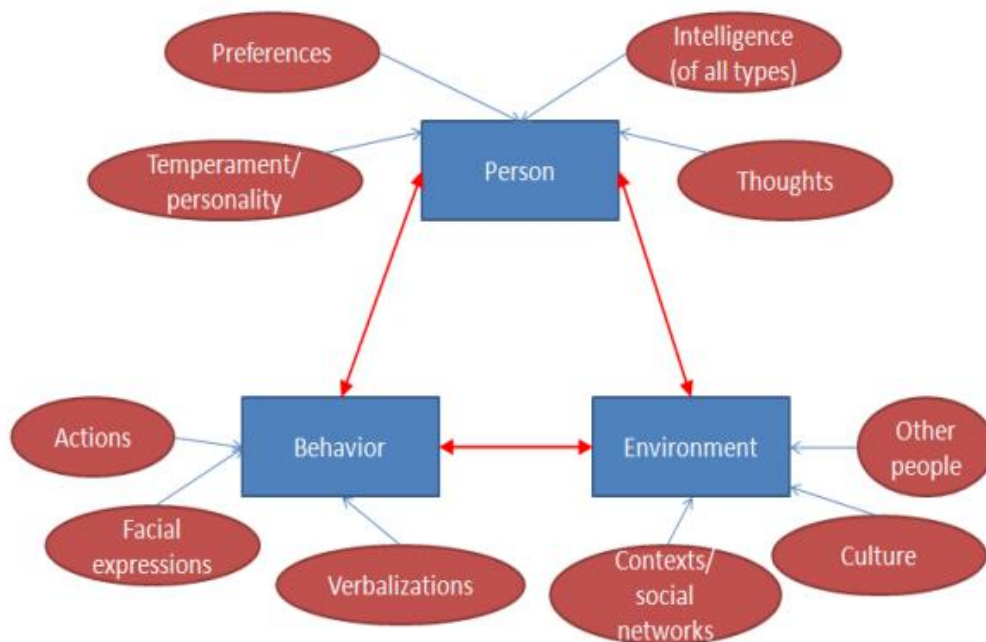 Preferences
Intelligence
(of all types)
Temperament/
personality
Person
Thoughts
Actions
Behavior
Environment
Other
people
Facial
expressions
Verbalizations
Contexts/
social
networks
Culture